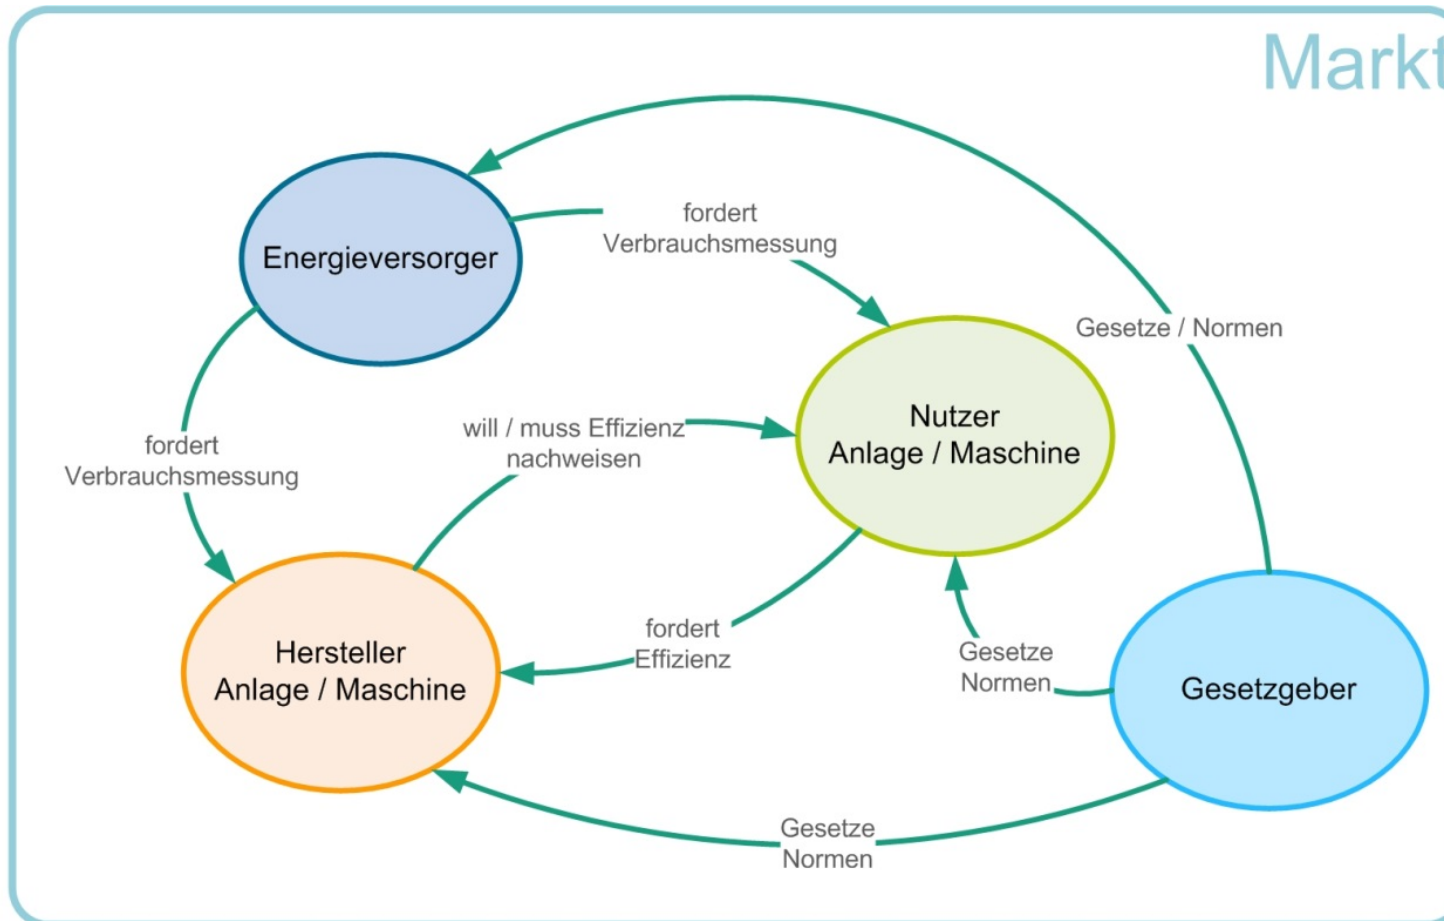 Markt
Energieversorger
fordert
Verbrauchsmessung
Gesetze / Normen
Nutzer
Anlage / Maschine
will / muss Effizienz
nachweisen
fordert
Verbrauchsmessung
fordert
Effizienz
Hersteller
Anlage / Maschine
Gesetze
Normen
Gesetzgeber
Gesetze
Normen